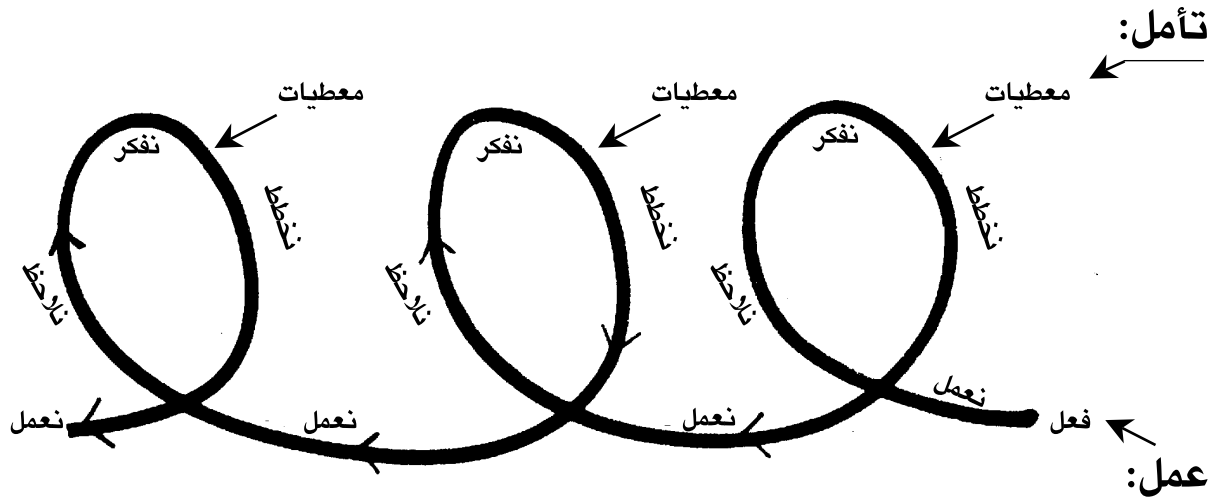 تأمل:
معطيات
معطيات
معطيات
نفكر
نفكر
نفكر
نخطط
نخطط
نخطط
نلاحظ
نلاحظ
نلاحظ
فعل
نعمل
نعمل
نعمل
نعمل
عمل: